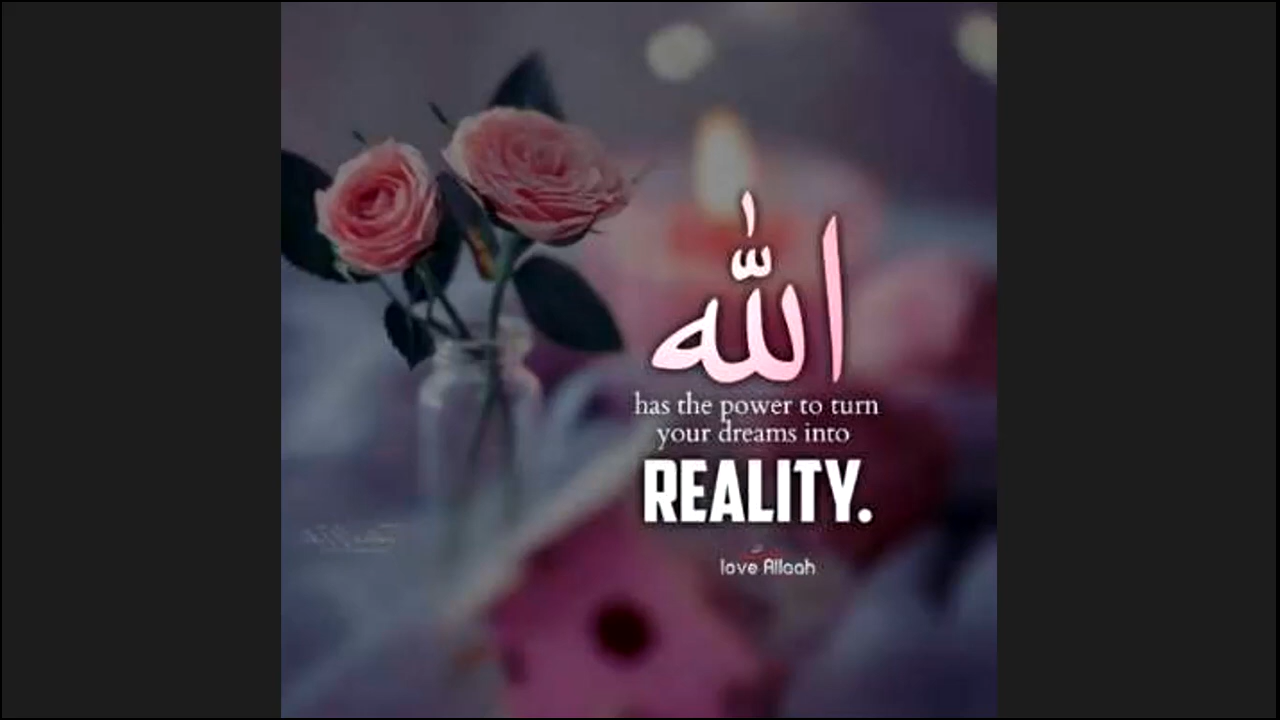 الله
has the power to turn
your dreams into
REALITY.
love Allaah